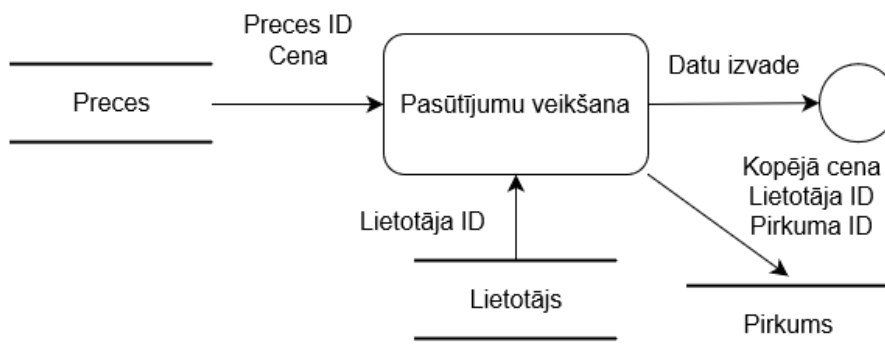 Preces ID
Cena
Datu izvade
Preces
Pasūtījumu veikšana
Kopējā cena
Lietotāja ID
Pirkuma ID
Lietotāja ID
Lietotājs
Pirkums